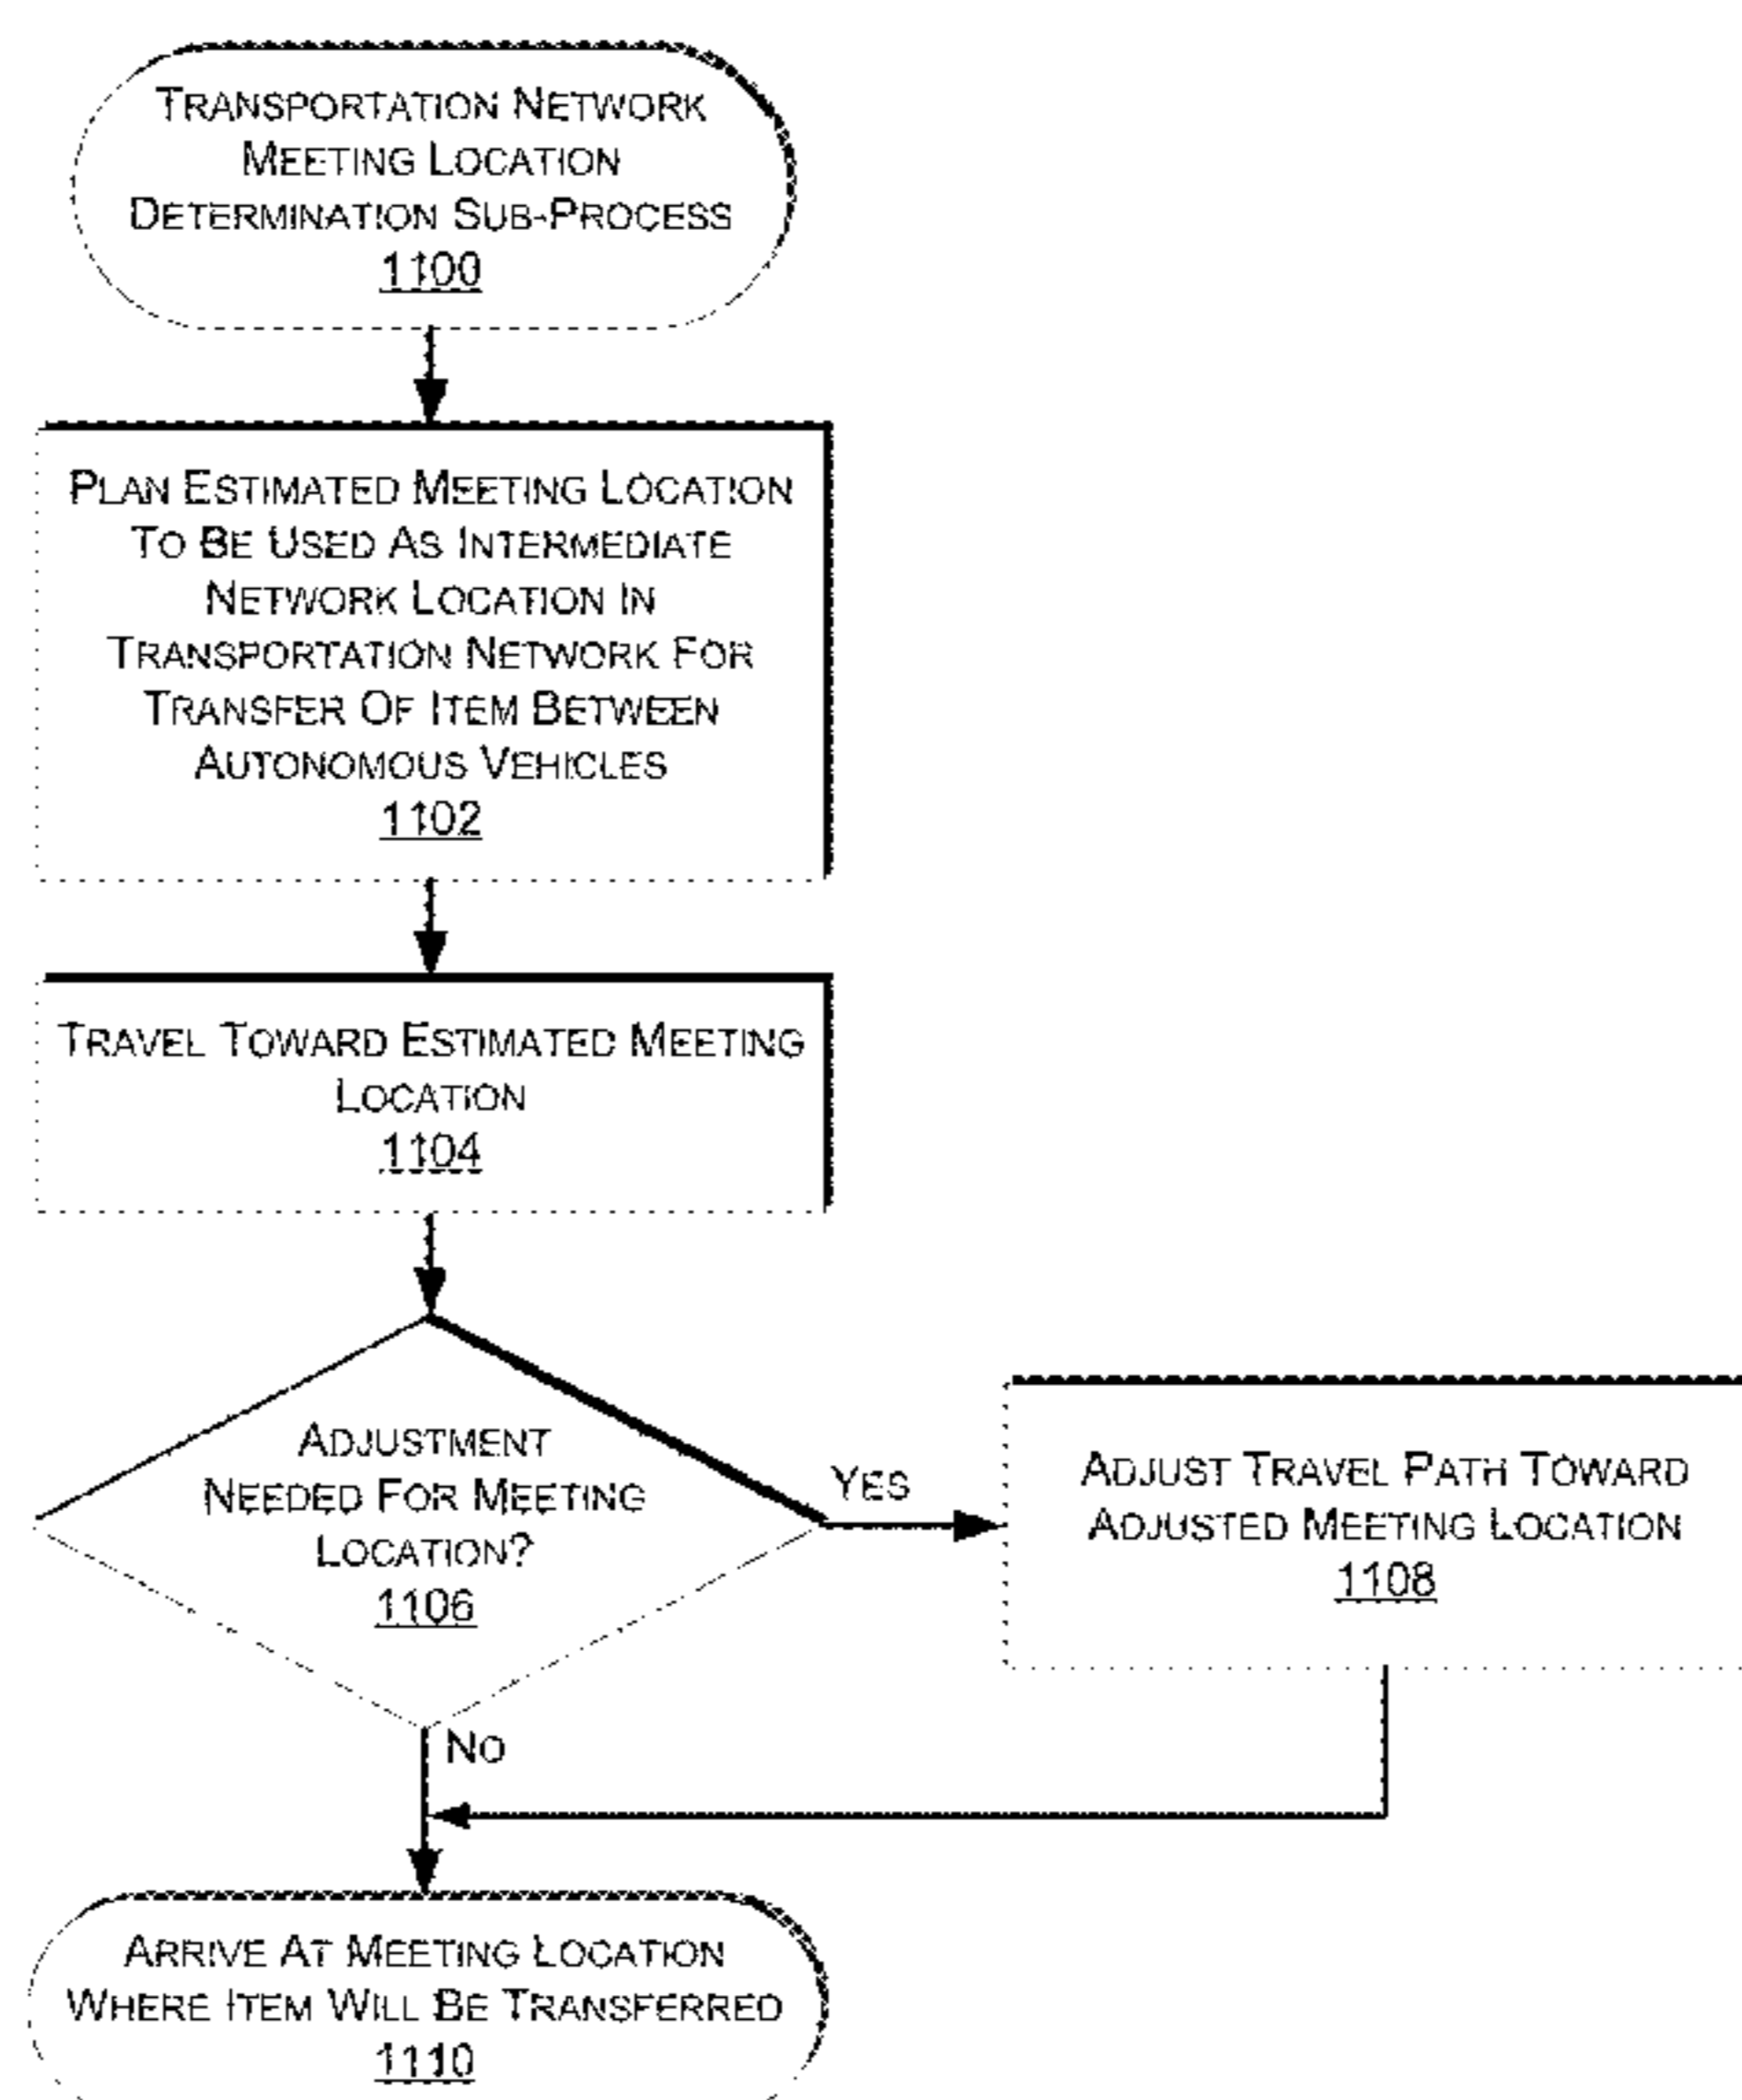 TRANSPORTATION NETWORK
MEETING LOCATION
DETERMINATION SUB-PROCESS
1100
PLAN ESTIMATED MEETING LOCATION
TO BE USED AS INTERMEDIATE
NETWORK LOCATION IN
TRANSPORTATION NETWORK FOR
TRANSFER OF ITEM BETWEEN
AUTONOMOUS VEHICLES
1102
TRAVEL TOWARD ESTIMATED MEETING
LOCATION
1104
ADJUSTMENT
NEEDED FOR MEETING
LOCATION?
1106
YES
ADJUST TRAVEL PATH TOWARD
ADJUSTED MEETING LOCATION
1108
NO
ARRIVE AT MEETING LOCATION
WHERE ITEM WILL BE TRANSFERRED
1110